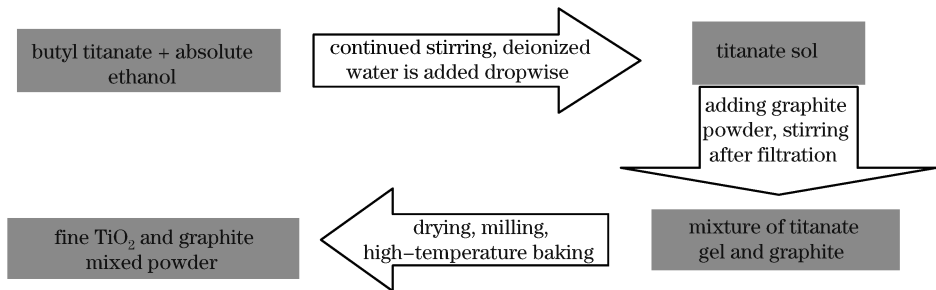 butyl titanate + absolute
ethanol
continued stirring, deionized
water is added dropwise
titanate sol
adding graphite
powder, stirring
after filtration
mixture of titanate
gel and graphite
drying, milling,
high−temperature baking
fine TiO₂ and graphite
mixed powder